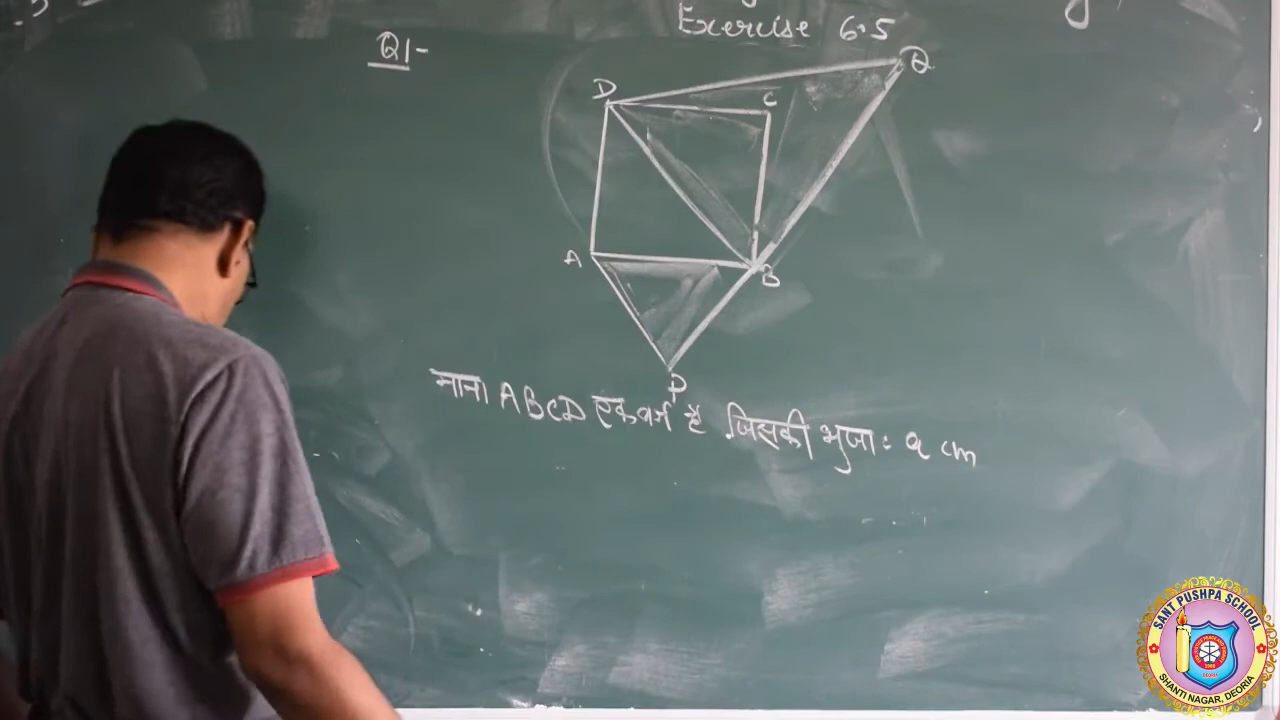 Exercise 6.5
Q1-
Q
D
C
A
B
P
माना ABCD एक वर्ग है जिसकी भुजा = a cm
SANT PUSHPA SCHOOL
SHANTI NAGAR, DEORIA